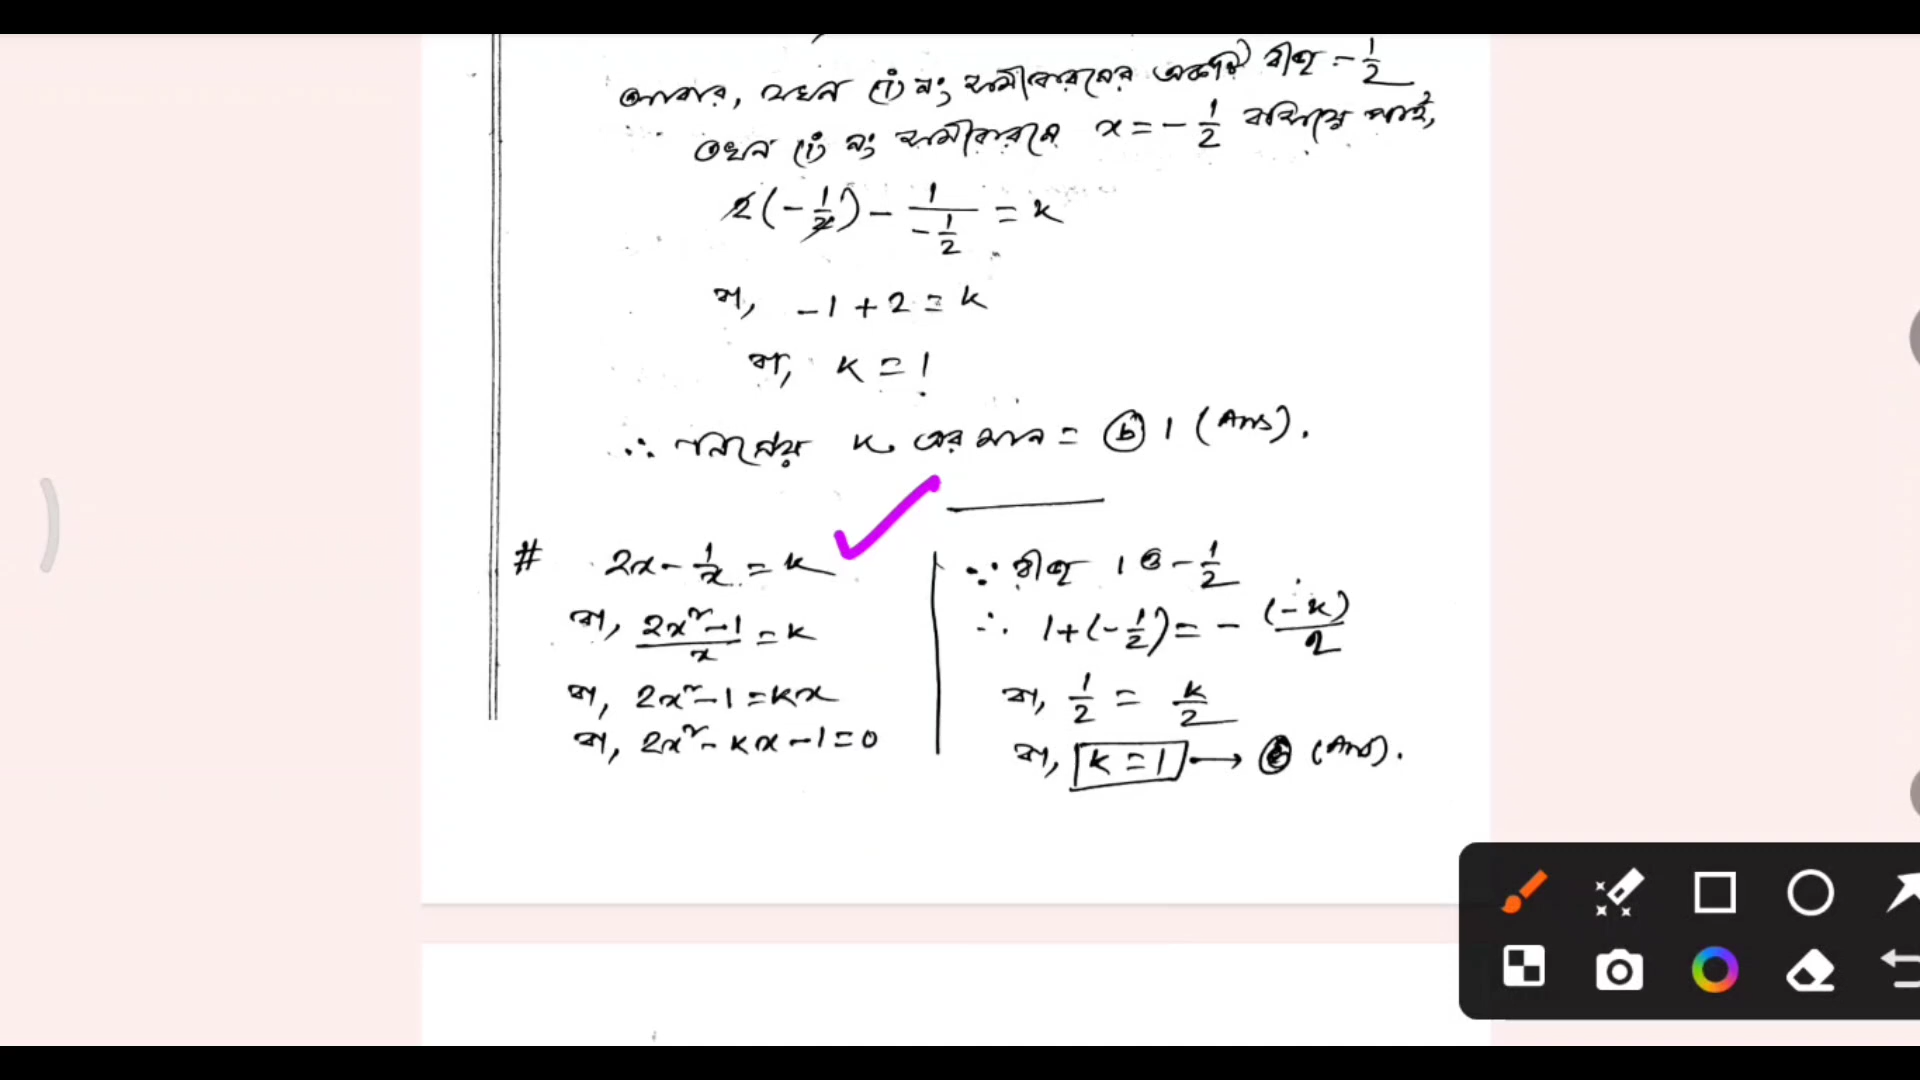 আবার, যখন (i) নং সমীকরণের একটি বীজ = -1/2
তখন (i) নং সমীকরণে x = - 1/2 বসিয়ে পাই,
2(-1/2) - 1/(-1/2) = k
বা, -1 + 2 = k
বা, k = 1
∴ নির্ণেয় k এর মান = ⓑ 1 (Ans).
# 2x - 1/x = k
বা, (2x² - 1)/x = k
বা, 2x² - 1 = kx
বা, 2x² - kx - 1 = 0
∵ বীজ 1 ও - 1/2
∴ 1 + (-1/2) = - (-k)/2
বা, 1/2 = k/2
বা, k = 1 → ⓑ (Ans).